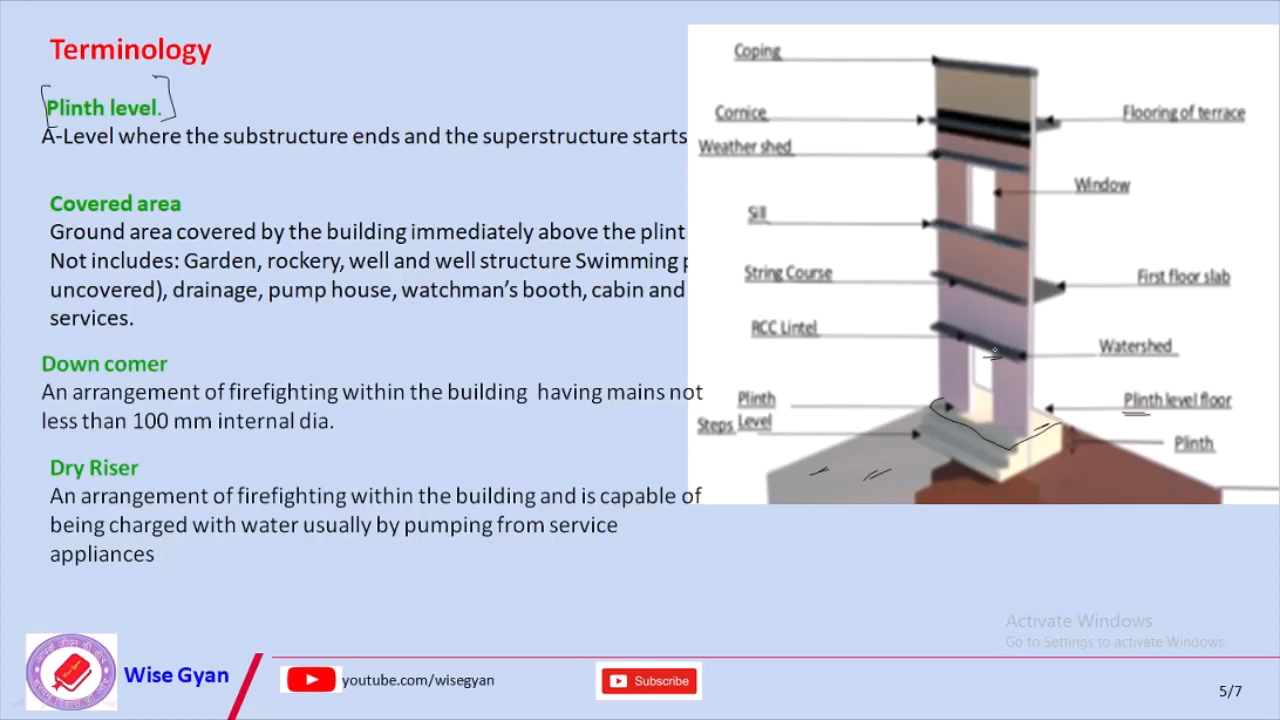 Terminology
Plinth level.
A-Level where the substructure ends and the superstructure starts
Covered area
Ground area covered by the building immediately above the plint
Not includes: Garden, rockery, well and well structure Swimming p
uncovered), drainage, pump house, watchman's booth, cabin and
services.
Down comer
An arrangement of firefighting within the building having mains not
less than 100 mm internal dia.
Dry Riser
An arrangement of firefighting within the building and is capable of
being charged with water usually by pumping from service
appliances
Coping
Cornice
Flooring of terrace
Weather shed
Window
Sill
String Course
First floor slab
RCC Lintel
Watershed
Plinth
Level
Plinth level floor
Steps
Plinth
Activate Windows
Go to Settings to activate Windows.
Wise Gyan
youtube.com/wisegyan
Subscribe
5/7